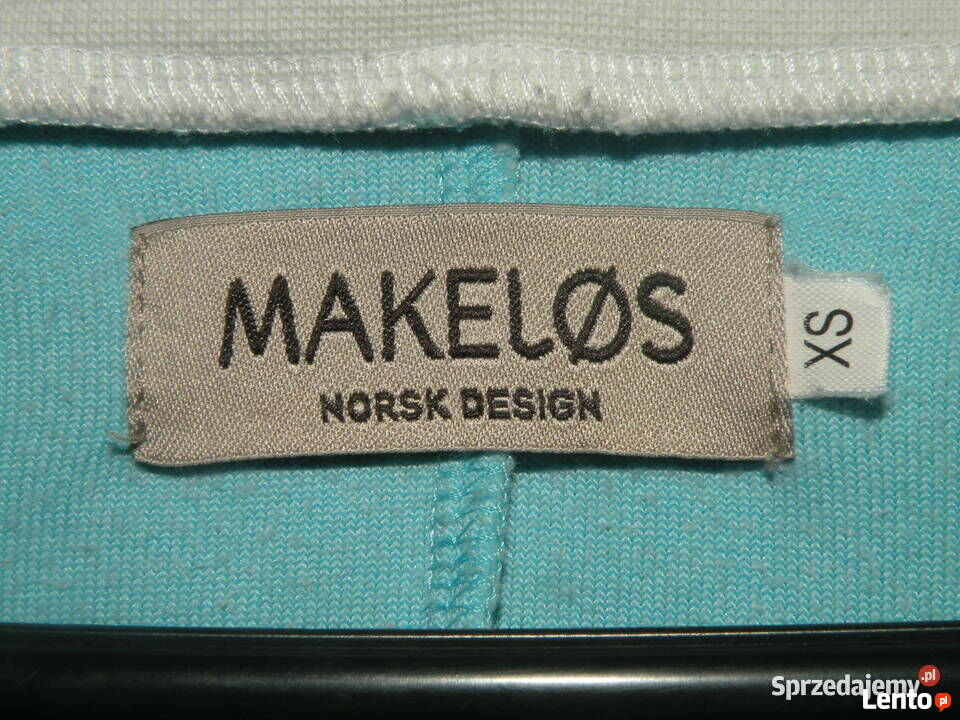 MAKELØS
NORSK DESIGN
XS
Sprzedajemy.pl
Lento.pl